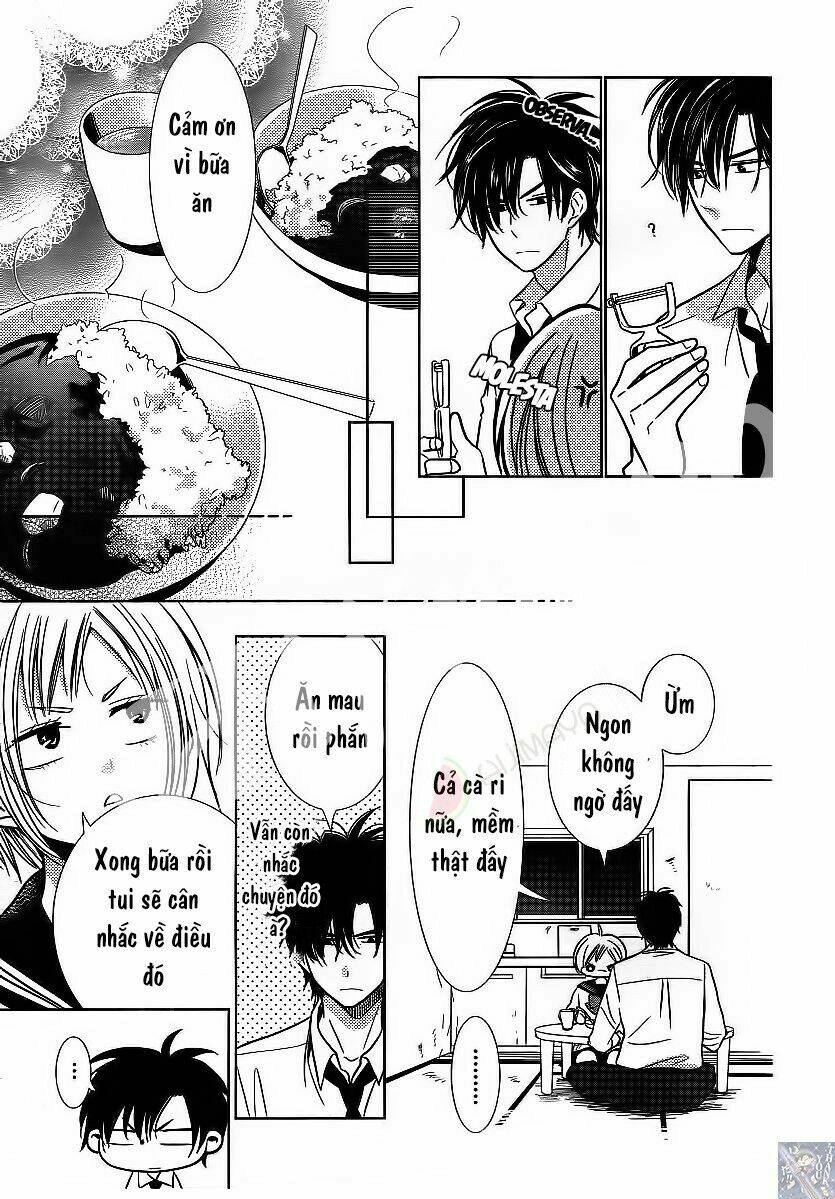 OBSERVA...
?
MOLESTA
Cảm ơn
vì bữa
ăn
Ừm
Ngon
không
ngờ đấy
Cả cà ri
nữa, mềm
thật đấy
......
Ăn mau
rồi phắn
Vẫn còn
nhắc
chuyện đó
à?
Xong bữa rồi
tui sẽ cân
nhắc về điều
đó
...